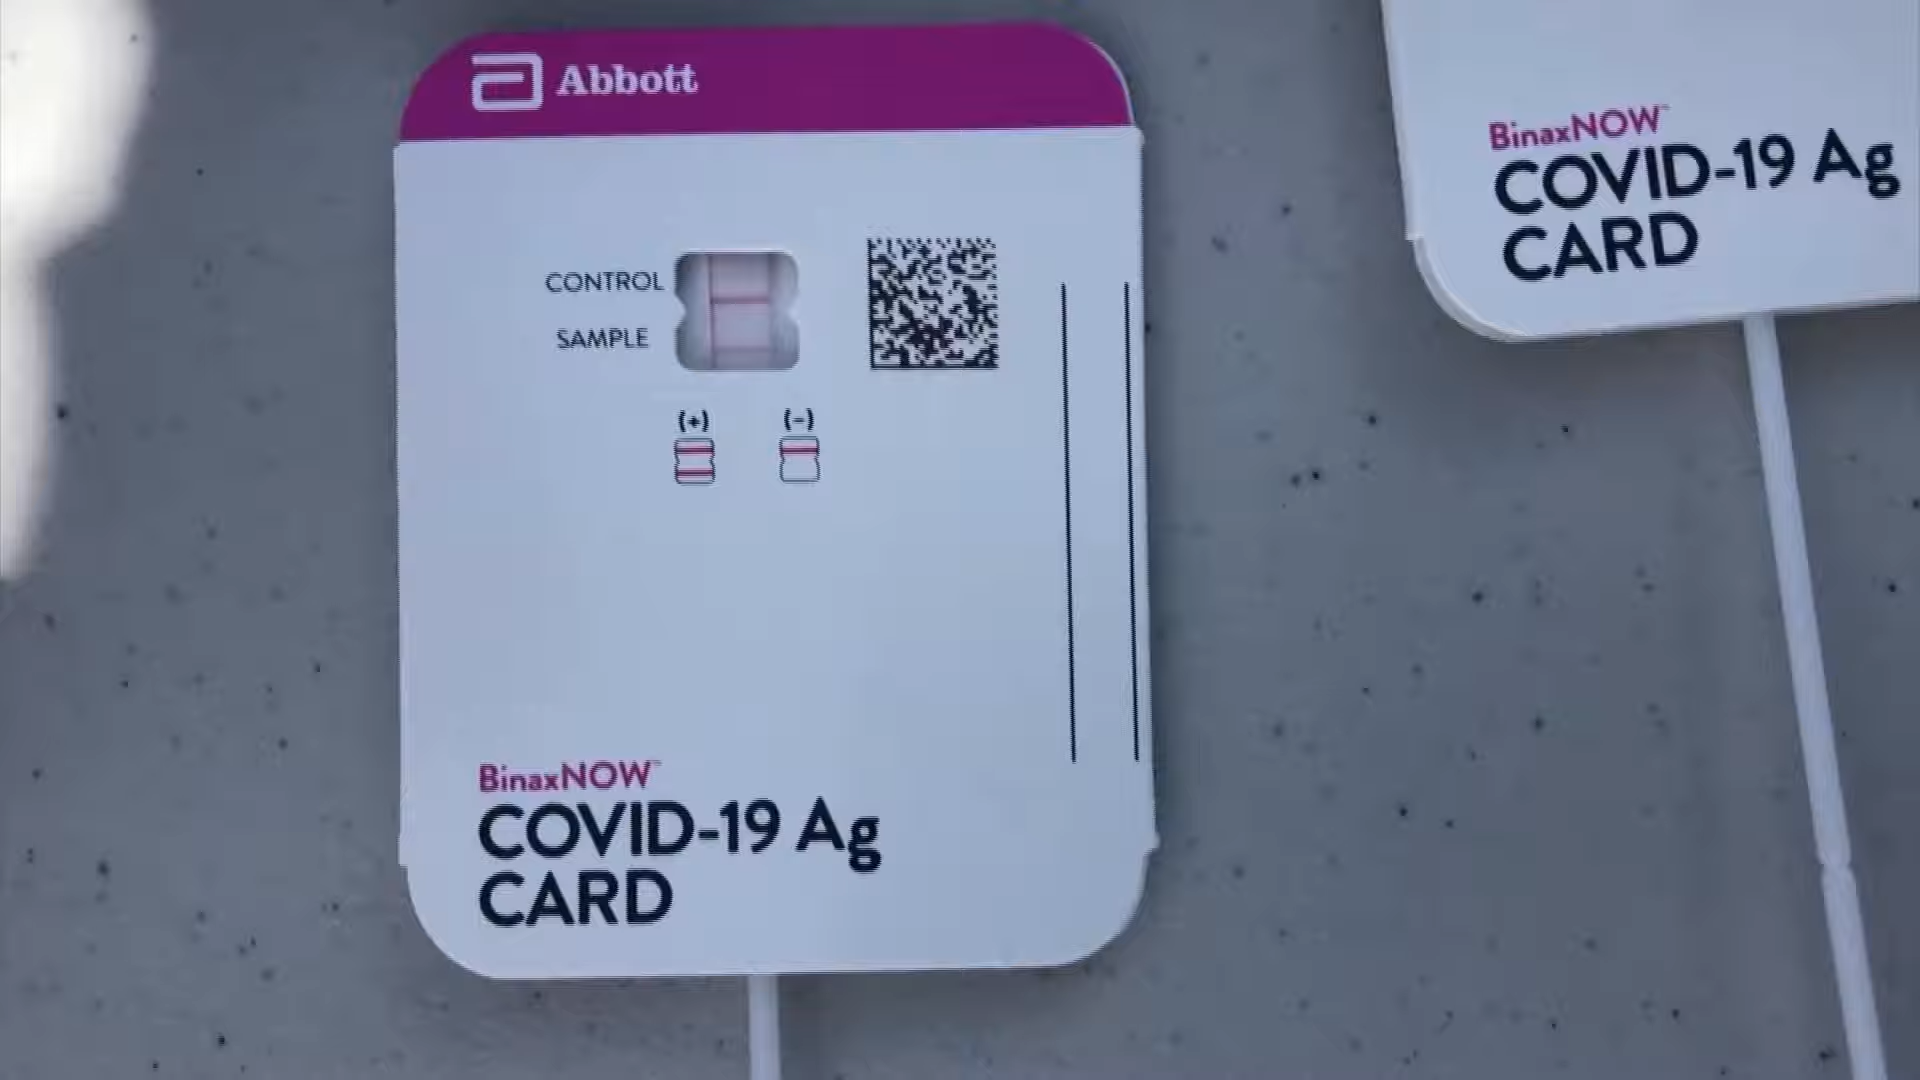 Abbott
CONTROL
SAMPLE
(+) (-)
BinaxNOW™
COVID-19 Ag
CARD
BinaxNOW™
COVID-19 Ag
CARD